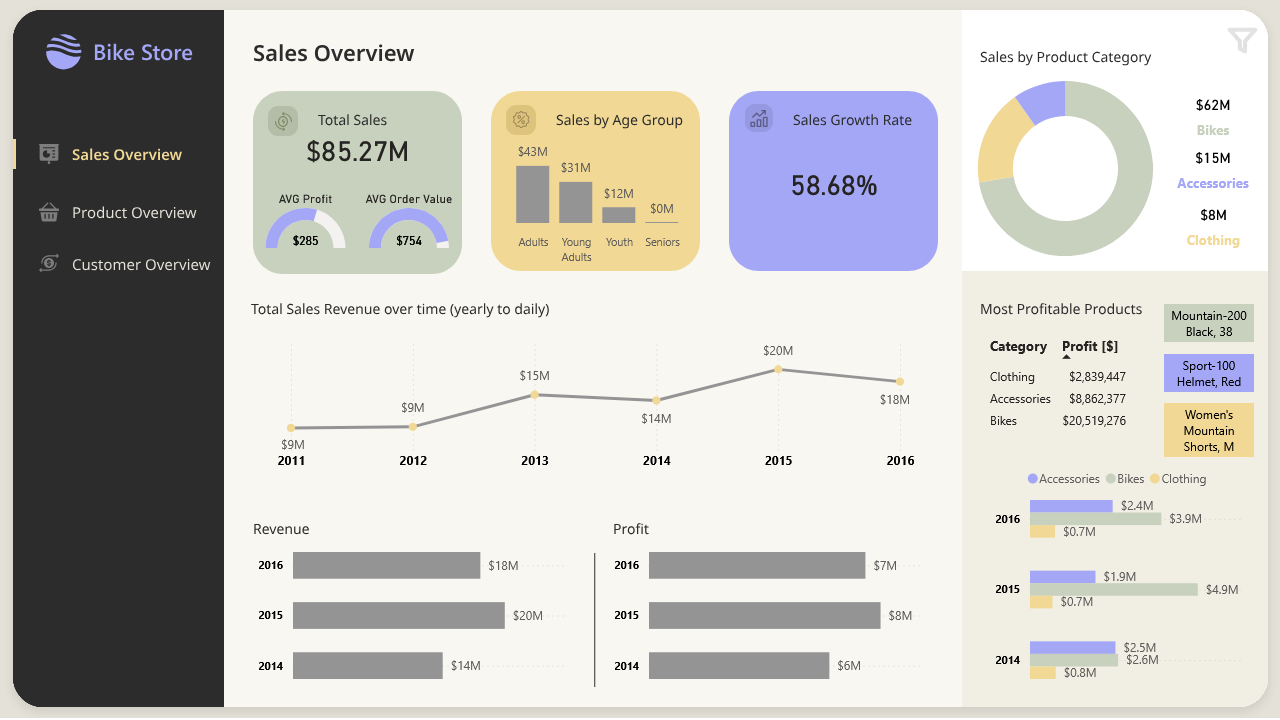 Bike Store
Sales Overview
Product Overview
Customer Overview
Sales Overview
Total Sales
$85.27M
AVG Profit
$285
AVG Order Value
$754
Sales by Age Group
$43M
$31M
$12M
$0M
Adults
Young
Adults
Youth
Seniors
Sales Growth Rate
58.68%
Sales by Product Category
$62M
Bikes
$15M
Accessories
$8M
Clothing
Total Sales Revenue over time (yearly to daily)
$9M
$9M
$15M
$14M
$20M
$18M
2011
2012
2013
2014
2015
2016
Revenue
2016
$18M
2015
$20M
2014
$14M
Profit
2016
$7M
2015
$8M
2014
$6M
Most Profitable Products
Category Profit [$]
Clothing $2,839,447
Accessories $8,862,377
Bikes $20,519,276
Mountain-200
Black, 38
Sport-100
Helmet, Red
Women's
Mountain
Shorts, M
Accessories Bikes Clothing
2016
$2.4M
$3.9M
$0.7M
2015
$1.9M
$4.9M
$0.7M
2014
$2.5M
$2.6M
$0.8M